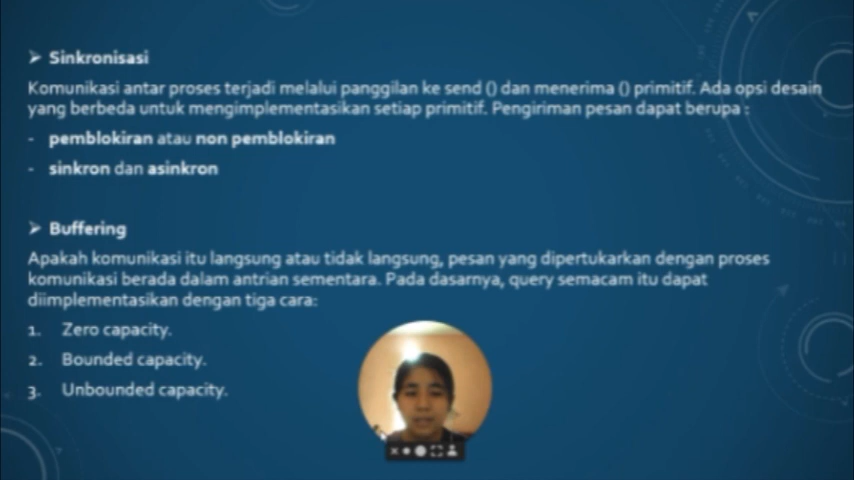 ➢ Sinkronisasi
Komunikasi antar proses terjadi melalui panggilan ke send () dan menerima () primitif. Ada opsi desain
yang berbeda untuk mengimplementasikan setiap primitif. Pengiriman pesan dapat berupa :
- pemblokiran atau non pemblokiran
- sinkron dan asinkron
➢ Buffering
Apakah komunikasi itu langsung atau tidak langsung, pesan yang dipertukarkan dengan proses
komunikasi berada dalam antrian sementara. Pada dasarnya, query semacam itu dapat
diimplementasikan dengan tiga cara:
1. Zero capacity.
2. Bounded capacity.
3. Unbounded capacity.